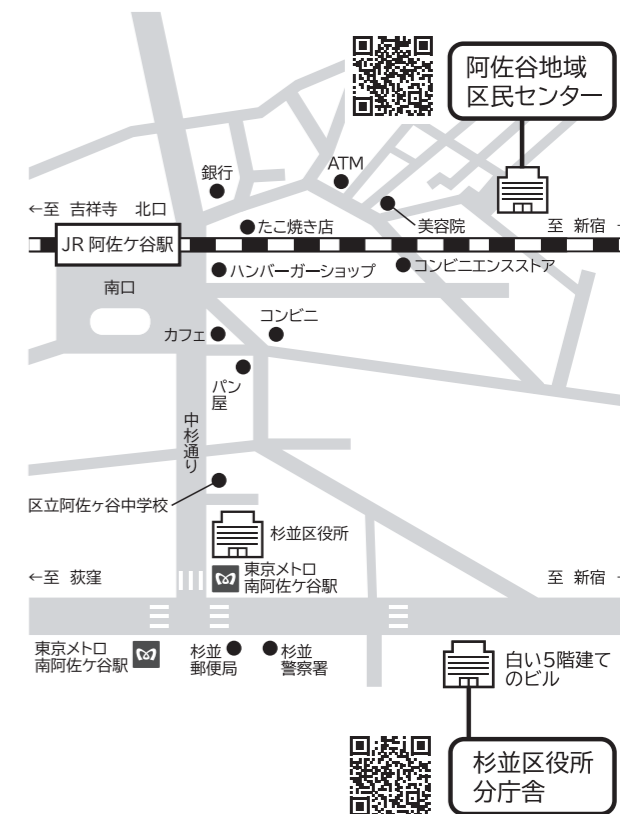 阿佐谷地域
区民センター
ATM
銀行
←至 吉祥寺 北口
たこ焼き店
美容院
至 新宿
JR 阿佐ケ谷駅
ハンバーガーショップ
コンビニエンスストア
南口
コンビニ
カフェ
パン
屋
中杉通り
区立阿佐ヶ谷中学校
杉並区役所
←至 荻窪
東京メトロ
南阿佐ケ谷駅
至 新宿
東京メトロ
南阿佐ケ谷駅
杉並
郵便局
杉並
警察署
白い5階建て
のビル
杉並区役所
分庁舎